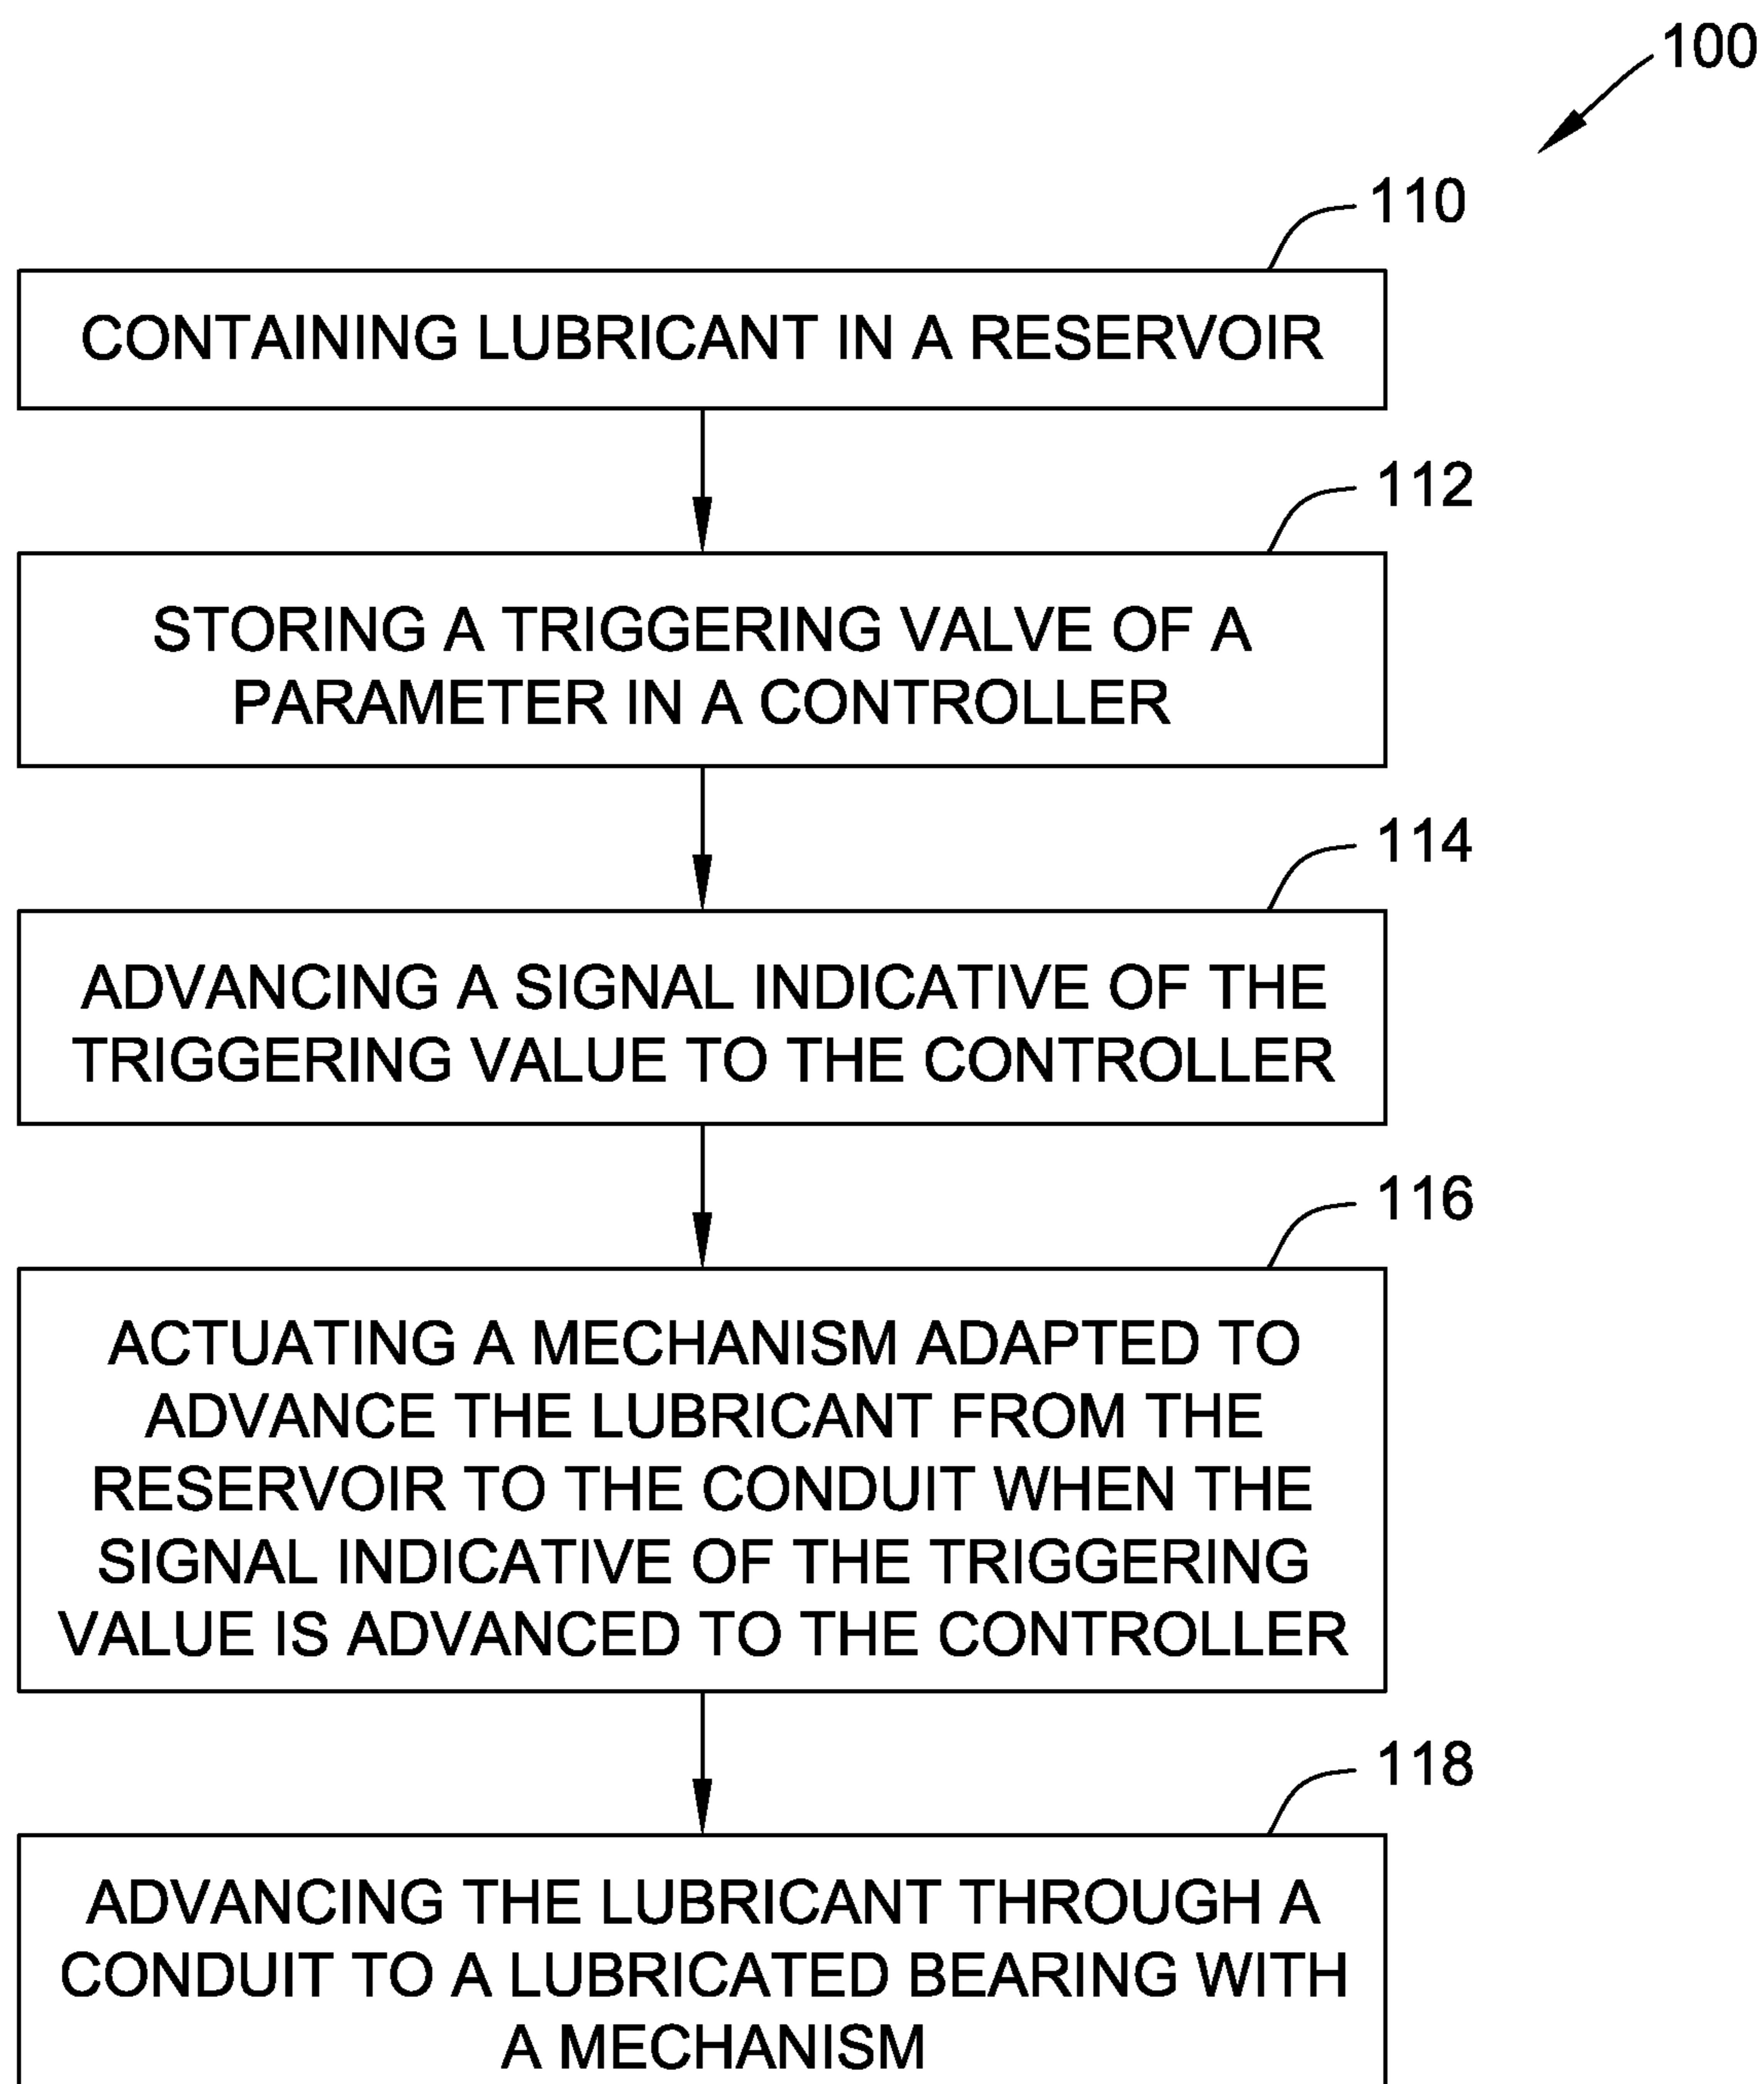 100
110
CONTAINING LUBRICANT IN A RESERVOIR
112
STORING A TRIGGERING VALVE OF A
PARAMETER IN A CONTROLLER
114
ADVANCING A SIGNAL INDICATIVE OF THE
TRIGGERING VALUE TO THE CONTROLLER
116
ACTUATING A MECHANISM ADAPTED TO
ADVANCE THE LUBRICANT FROM THE
RESERVOIR TO THE CONDUIT WHEN THE
SIGNAL INDICATIVE OF THE TRIGGERING
VALUE IS ADVANCED TO THE CONTROLLER
118
ADVANCING THE LUBRICANT THROUGH A
CONDUIT TO A LUBRICATED BEARING WITH
A MECHANISM